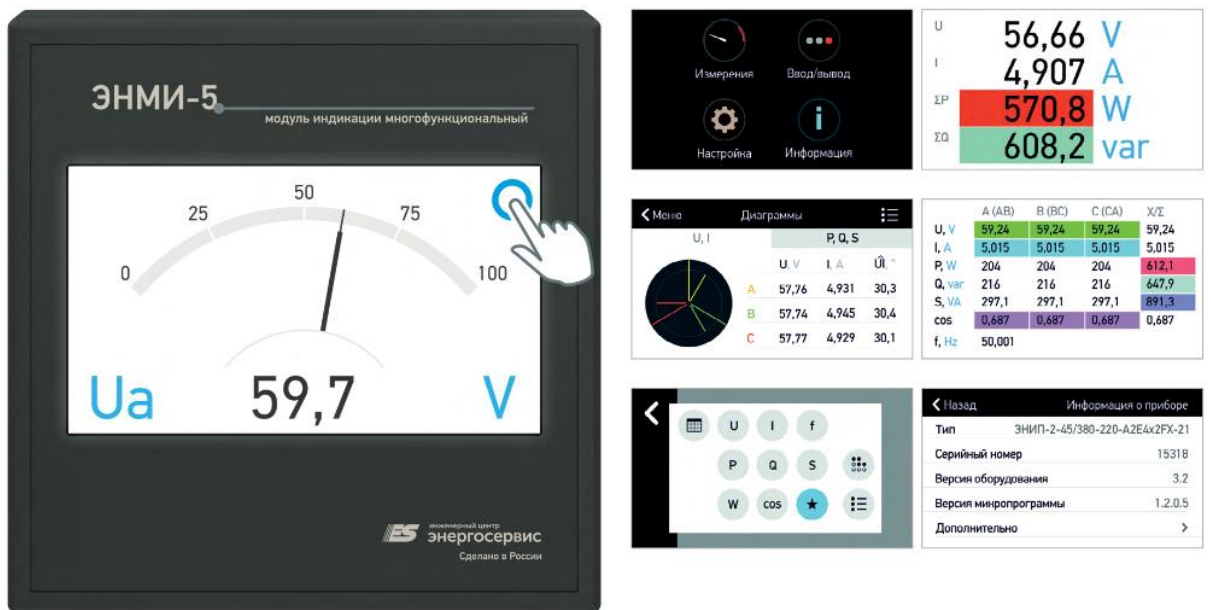 ЭНМИ-5
модуль индикации многофункциональный
0
25
50
75
100
Ua 59,7 V
ES инженерный центр
энергосервис
Сделано в России
Измерения Ввод/вывод
Настройка Информация
U 56,66 V
I 4,907 A
ΣP 570,8 W
ΣQ 608,2 var
Меню Диаграммы
U, I P, Q, S
U, V I, A ÛI, °
A 57,76 4,931 30,3
B 57,74 4,945 30,4
C 57,77 4,929 30,1
A (AB) B (BC) C (CA) X/Σ
U, V 59,24 59,24 59,24 59,24
I, A 5,015 5,015 5,015 5,015
P, W 204 204 204 612,1
Q, var 216 216 216 647,9
S, VA 297,1 297,1 297,1 891,3
cos 0,687 0,687 0,687 0,687
f, Hz 50,001
U I f
P Q S
W cos
Назад Информация о приборе
Тип ЭНИП-2-45/380-220-A2E4x2FX-21
Серийный номер 15318
Версия оборудования 3.2
Версия микропрограммы 1.2.0.5
Дополнительно